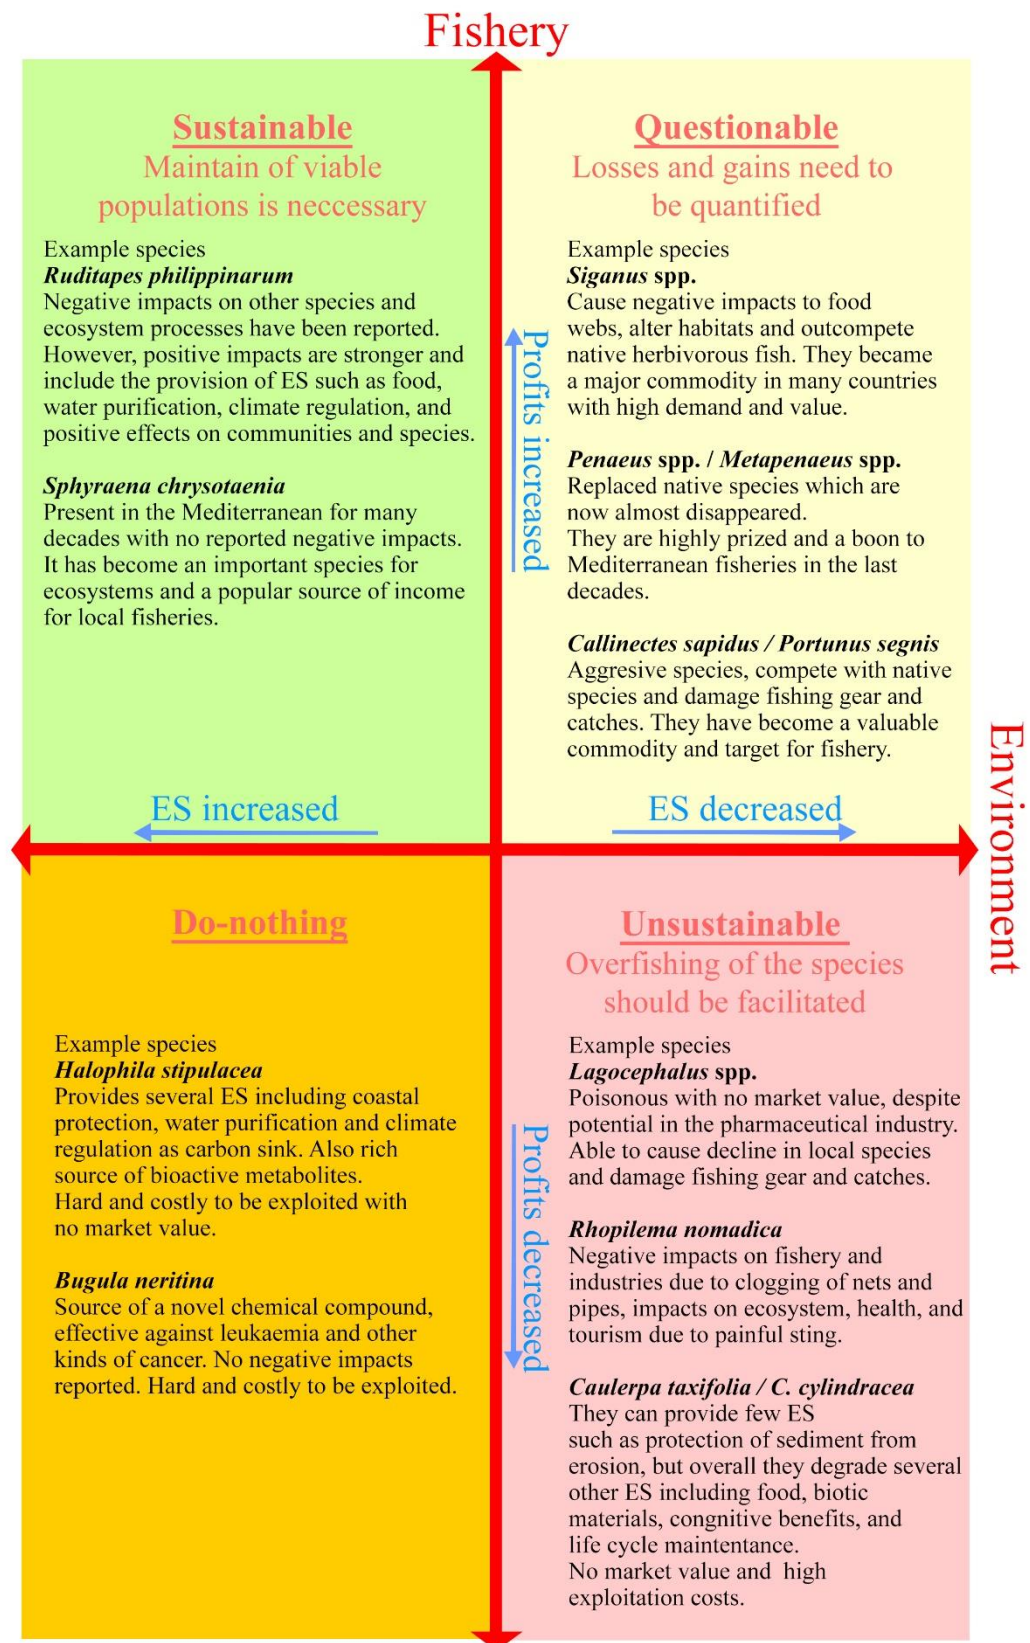 Fishery
Sustainable
Maintain of viable
populations is neccessary
Example species
Ruditapes philippinarum
Negative impacts on other species and
ecosystem processes have been reported.
However, positive impacts are stronger and
include the provision of ES such as food,
water purification, climate regulation, and
positive effects on communities and species.
Sphyraena chrysotaenia
Present in the Mediterranean for many
decades with no reported negative impacts.
It has become an important species for
ecosystems and a popular source of income
for local fisheries.
Questionable
Losses and gains need to
be quantified
Example species
Siganus spp.
Cause negative impacts to food
webs, alter habitats and outcompete
native herbivorous fish. They became
a major commodity in many countries
with high demand and value.
Penaeus spp. / Metapenaeus spp.
Replaced native species which are
now almost disappeared.
They are highly prized and a boon to
Mediterranean fisheries in the last
decades.
Callinectes sapidus / Portunus segnis
Aggresive species, compete with native
species and damage fishing gear and
catches. They have become a valuable
commodity and target for fishery.
Profits increased
ES increased
ES decreased
Environment
Do-nothing
Example species
Halophila stipulacea
Provides several ES including coastal
protection, water purification and climate
regulation as carbon sink. Also rich
source of bioactive metabolites.
Hard and costly to be exploited with
no market value.
Bugula neritina
Source of a novel chemical compound,
effective against leukaemia and other
kinds of cancer. No negative impacts
reported. Hard and costly to be exploited.
Unsustainable
Overfishing of the species
should be facilitated
Example species
Lagocephalus spp.
Poisonous with no market value, despite
potential in the pharmaceutical industry.
Able to cause decline in local species
and damage fishing gear and catches.
Rhopilema nomadica
Negative impacts on fishery and
industries due to clogging of nets and
pipes, impacts on ecosystem, health, and
tourism due to painful sting.
Caulerpa taxifolia / C. cylindracea
They can provide few ES
such as protection of sediment from
erosion, but overall they degrade several
other ES including food, biotic
materials, congnitive benefits, and
life cycle maintentance.
No market value and high
exploitation costs.
Profits decreased